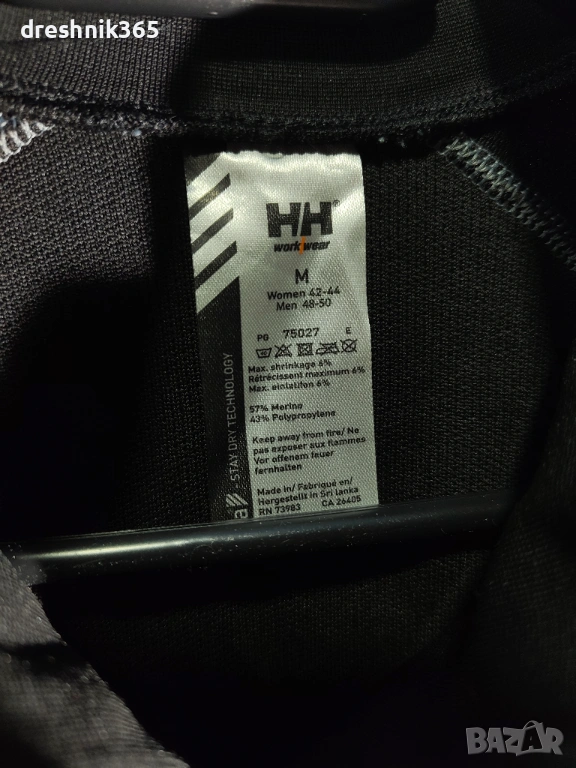 dreshnik365
HH®
workwear
M
Women 42-44
Men 48-50
PG 75027 E
Max. shrinkage 6%
Rétrécissent maximum 6%
Max. einlaifen 6%
57% Merino
43% Polypropylene
Keep away from fire/ Ne
pas exposer aux flammes
Vor offenem feuer
fernhalten
Made in/ Fabriqué en/
Hergestellt in Sri lanka
RN 73983 CA 26405
STAY DRY TECHNOLOGY
BAZAR